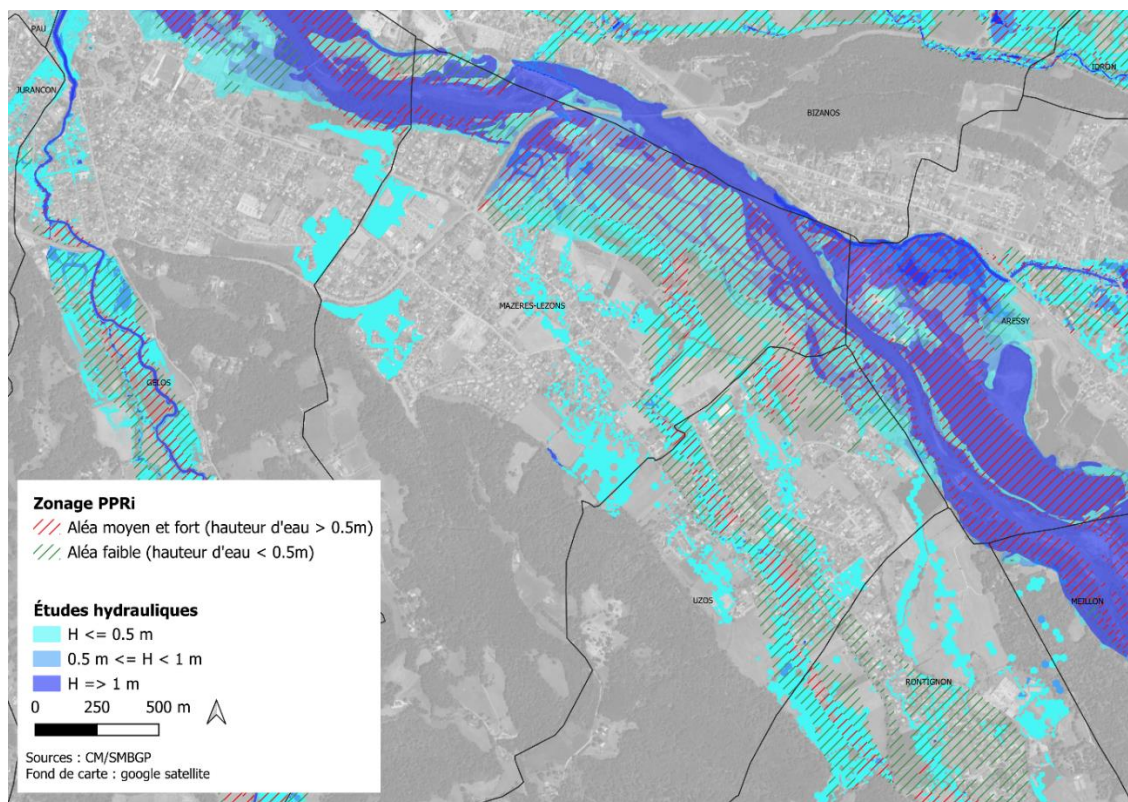 PAU
JURANCON
IDRON
BIZANOS
MAZERES-LEZONS
ARESSY
GELOS
UZOS
RONTIGNON
MEILLON
Zonage PPRi
Aléa moyen et fort (hauteur d'eau > 0.5m)
Aléa faible (hauteur d'eau < 0.5m)
Études hydrauliques
H <= 0.5 m
0.5 m <= H < 1 m
H => 1 m
0 250 500 m
Sources : CM/SMBGP
Fond de carte : google satellite